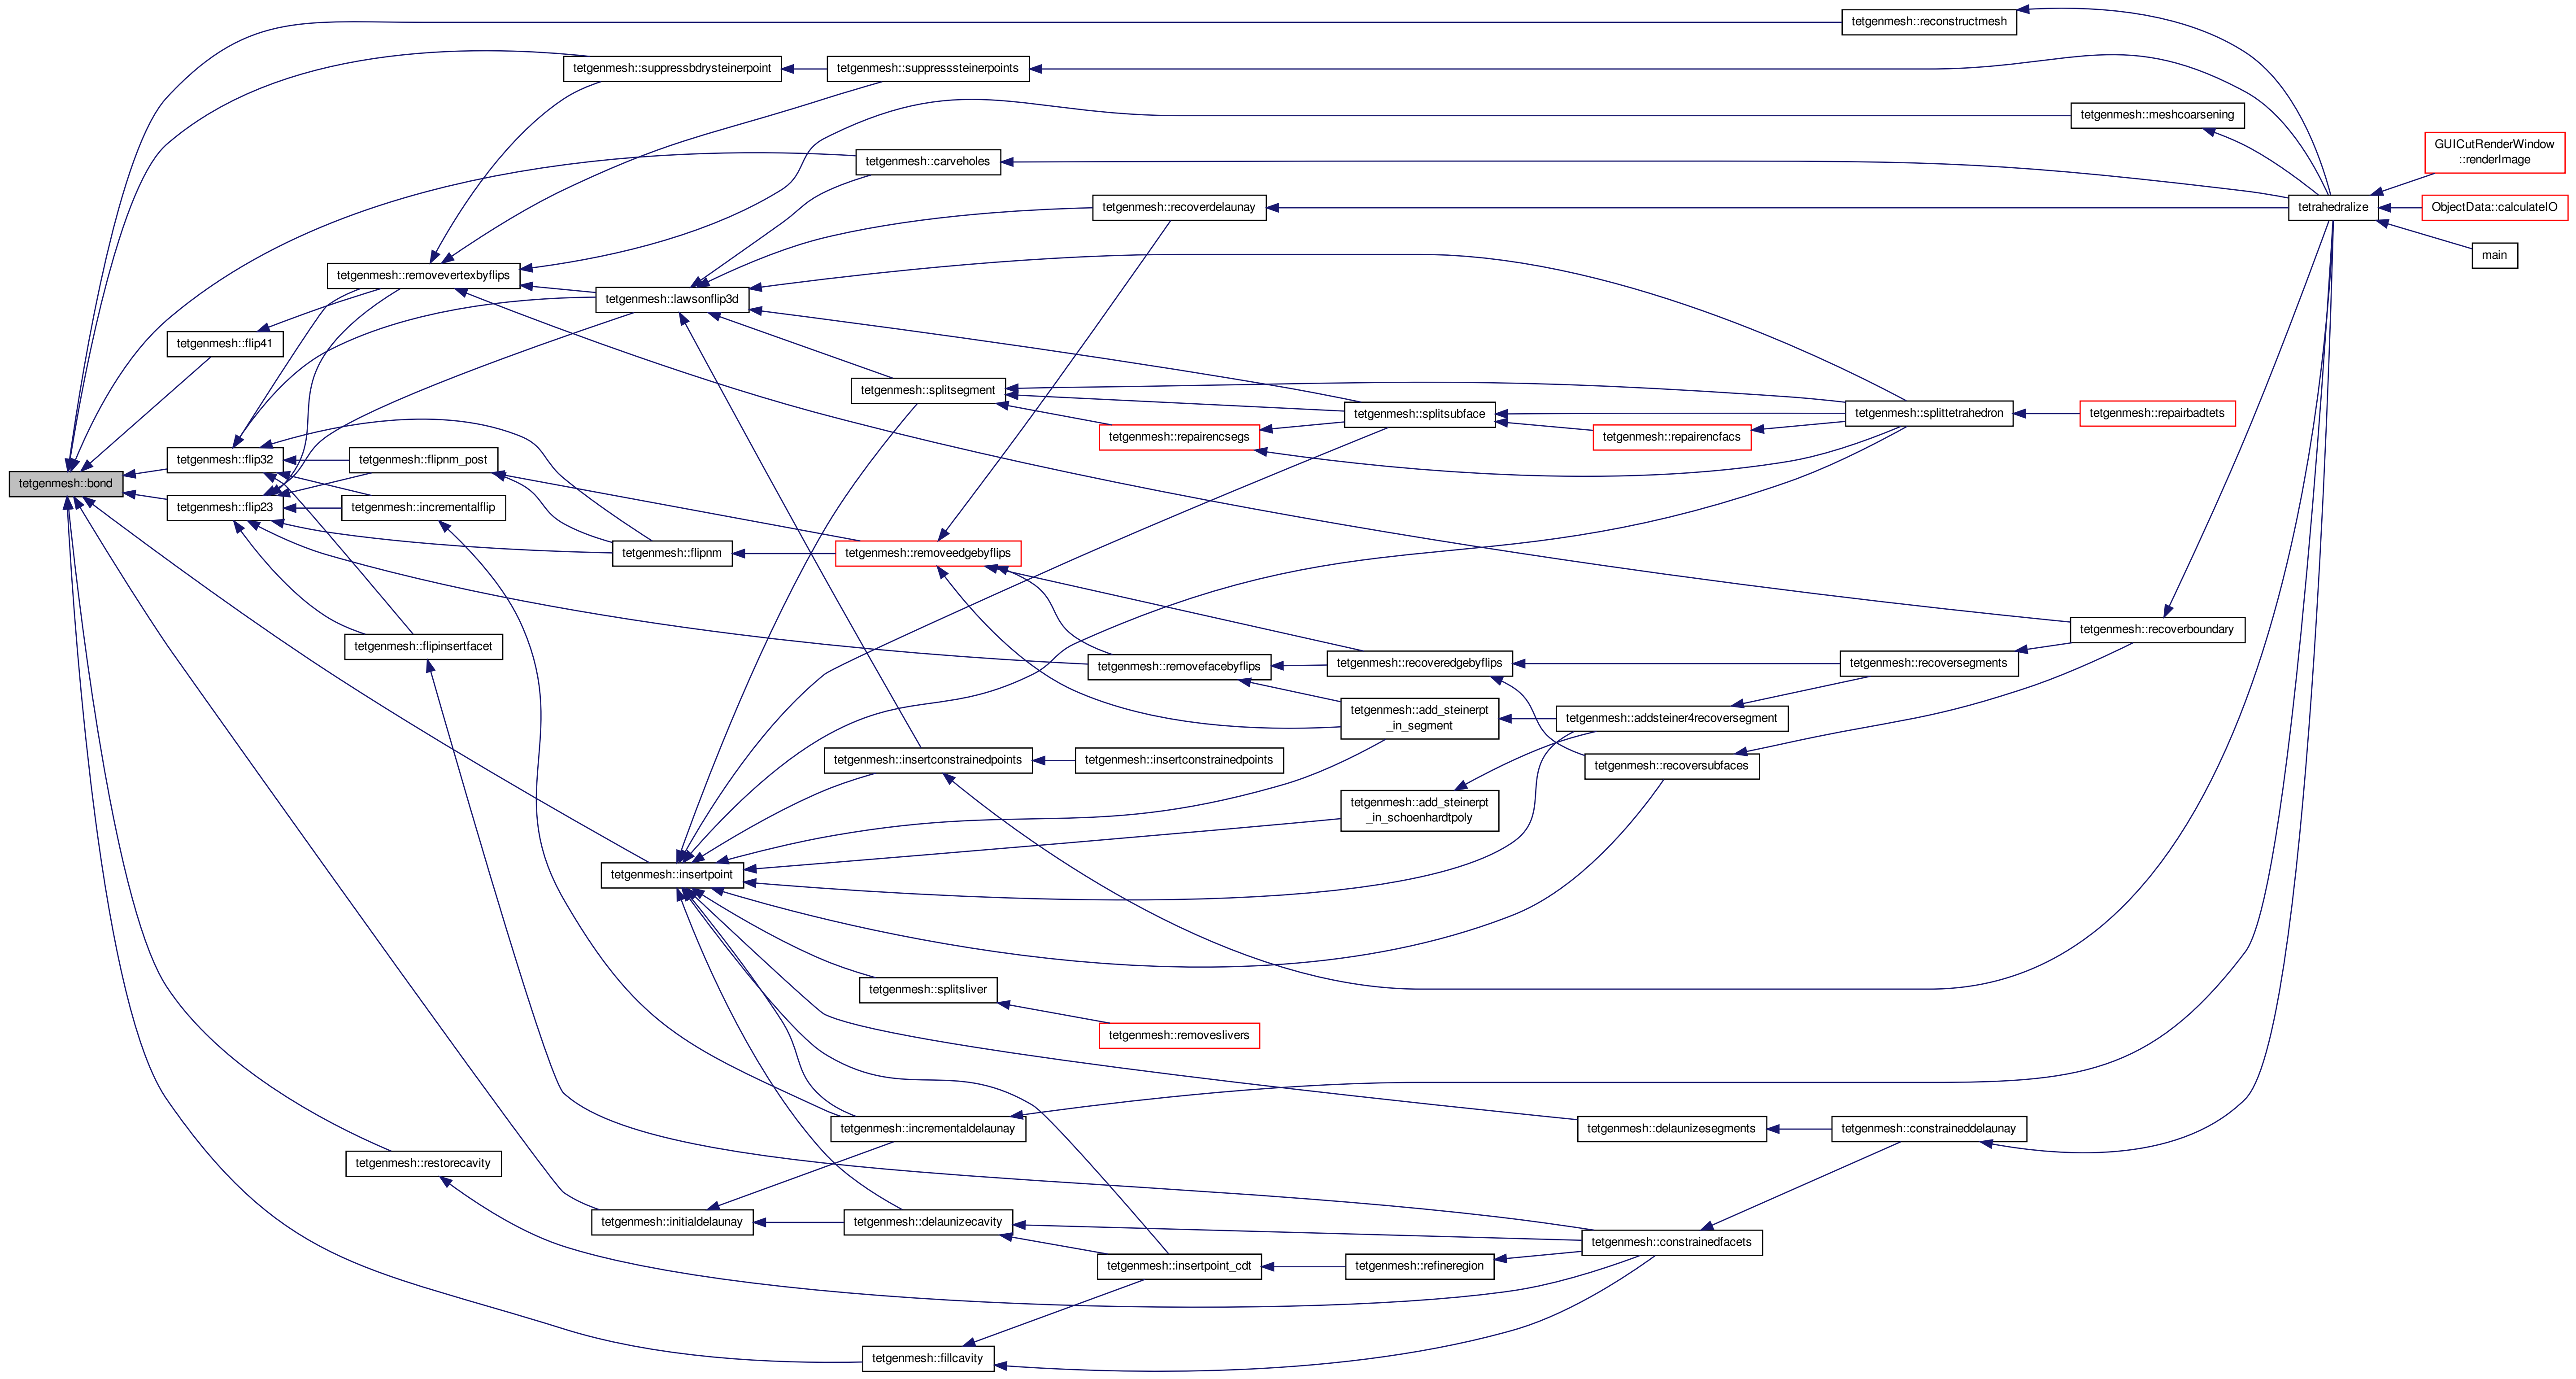 tetgenmesh::reconstructmesh
tetgenmesh::suppressbdrysteinerpoint
tetgenmesh::suppresssteinerpoints
tetgenmesh::meshcoarsening
GUICutRenderWindow
::renderImage
tetgenmesh::carveholes
tetgenmesh::recoverdelaunay
tetrahedralize
ObjectData::calculateIO
main
tetgenmesh::removevertexbyflips
tetgenmesh::lawsonflip3d
tetgenmesh::flip41
tetgenmesh::splitsegment
tetgenmesh::splitsubface
tetgenmesh::splittetrahedron
tetgenmesh::repairbadtets
tetgenmesh::repairencsegs
tetgenmesh::repairencfacs
tetgenmesh::flip32
tetgenmesh::flipnm_post
tetgenmesh::bond
tetgenmesh::flip23
tetgenmesh::incrementalflip
tetgenmesh::flipnm
tetgenmesh::removeedgebyflips
tetgenmesh::recoverboundary
tetgenmesh::flipinsertfacet
tetgenmesh::removefacebyflips
tetgenmesh::recoveredgebyflips
tetgenmesh::recoversegments
tetgenmesh::add_steinerpt
_in_segment
tetgenmesh::addsteiner4recoversegment
tetgenmesh::insertconstrainedpoints
tetgenmesh::insertconstrainedpoints
tetgenmesh::recoversubfaces
tetgenmesh::add_steinerpt
_in_schoenhardtpoly
tetgenmesh::insertpoint
tetgenmesh::splitsliver
tetgenmesh::removeslivers
tetgenmesh::incrementaldelaunay
tetgenmesh::delaunizesegments
tetgenmesh::constraineddelaunay
tetgenmesh::restorecavity
tetgenmesh::initialdelaunay
tetgenmesh::delaunizecavity
tetgenmesh::constrainedfacets
tetgenmesh::insertpoint_cdt
tetgenmesh::refineregion
tetgenmesh::fillcavity